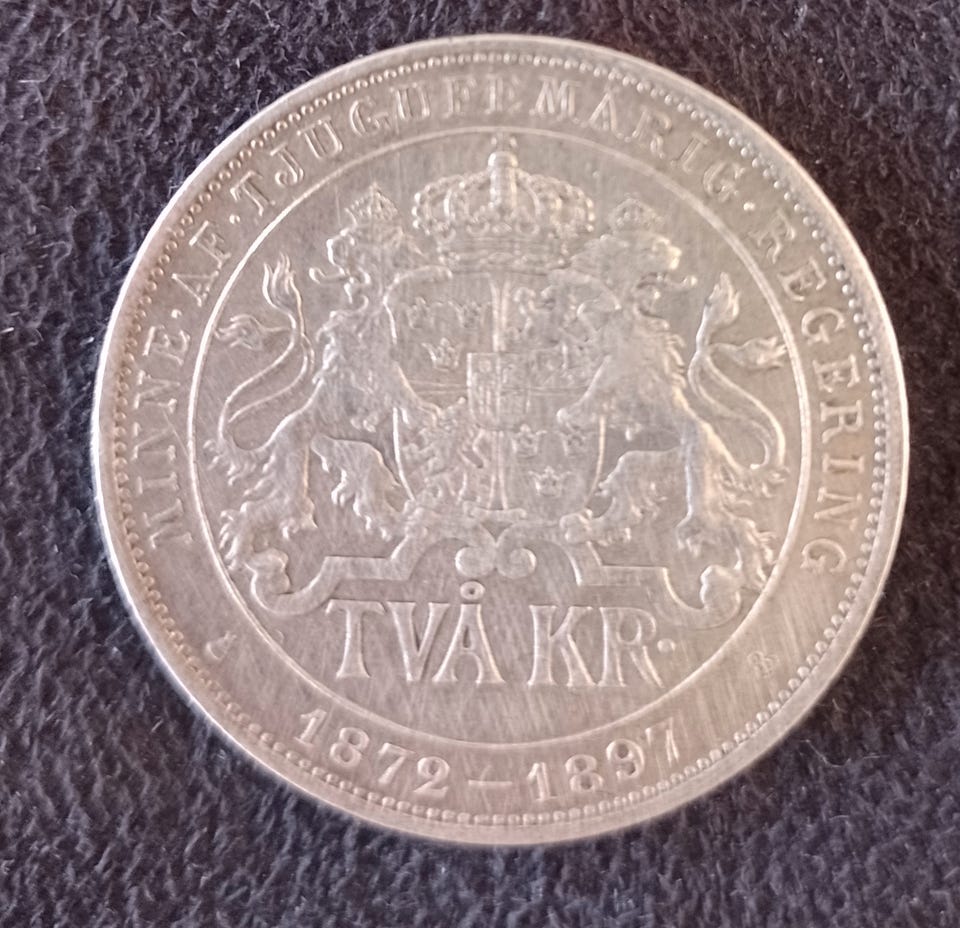 MINNE·AF·TJUGUFEMÅRIG·REGERING
TVÅ KR.
1872–1897